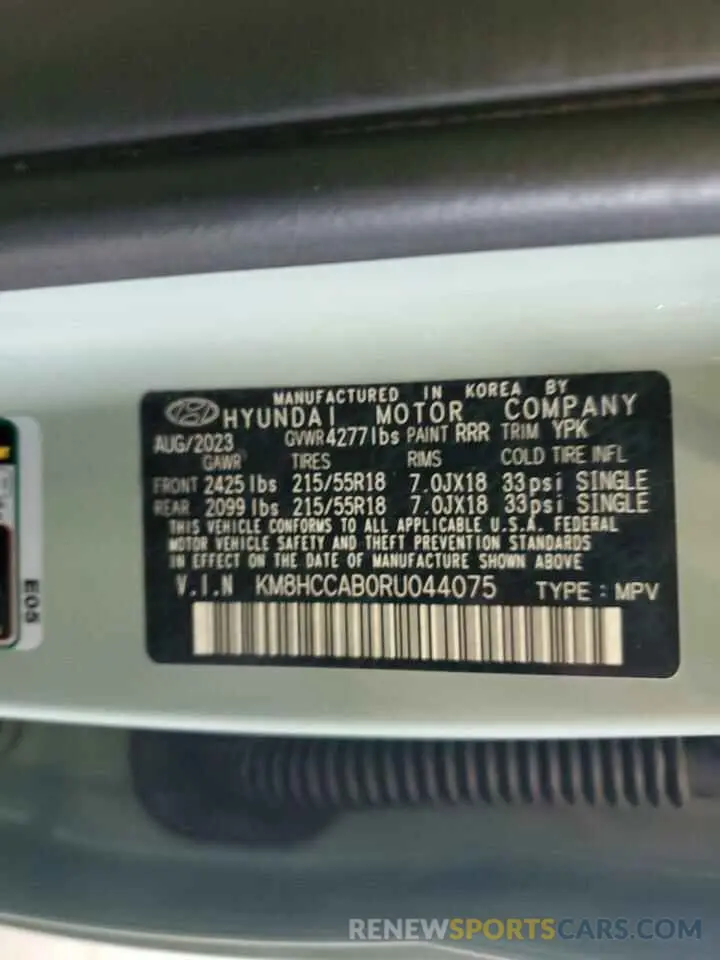 MANUFACTURED IN KOREA BY
HYUNDAI MOTOR COMPANY
AUG/2023 GVWR 4277lbs PAINT RRR TRIM YPK
GAWR TIRES RIMS COLD TIRE INFL
FRONT 2425 lbs 215/55R18 7.0JX18 33psi SINGLE
REAR 2099 lbs 215/55R18 7.0JX18 33psi SINGLE
THIS VEHICLE CONFORMS TO ALL APPLICABLE U.S.A. FEDERAL
MOTOR VEHICLE SAFETY AND THEFT PREVENTION STANDARDS
IN EFFECT ON THE DATE OF MANUFACTURE SHOWN ABOVE
V.I.N KM8HCCAB0RU044075 TYPE : MPV
E05
RENEWSPORTSCARS.COM